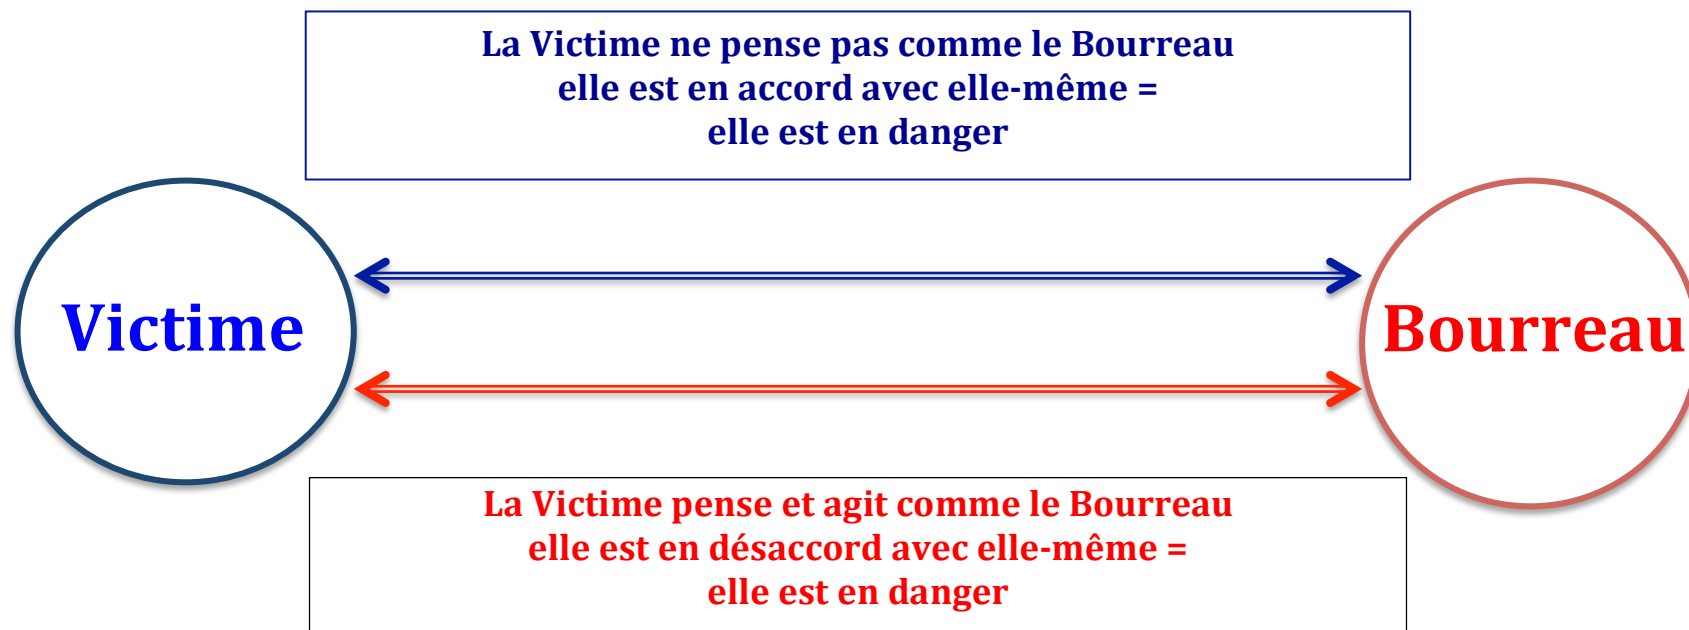 La Victime ne pense pas comme le Bourreau
elle est en accord avec elle-même =
elle est en danger
Victime
Bourreau
La Victime pense et agit comme le Bourreau
elle est en désaccord avec elle-même =
elle est en danger